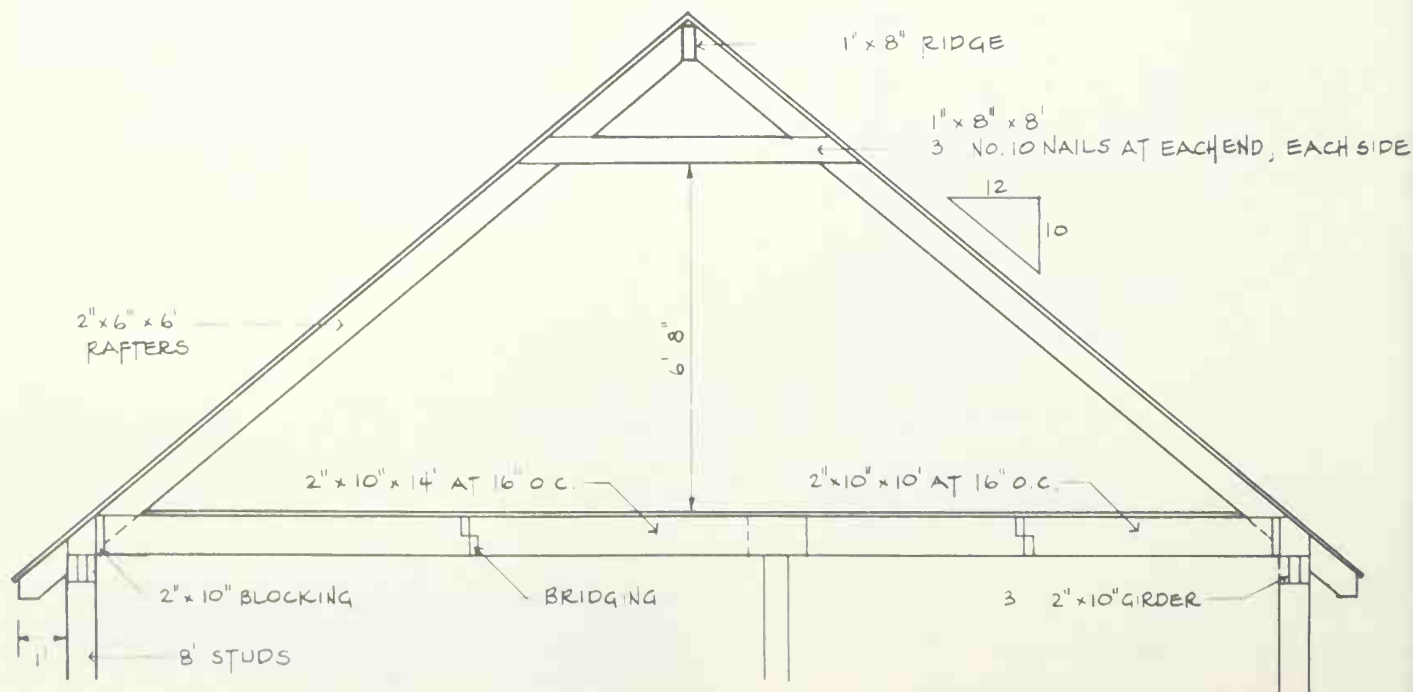 1" x 8" RIDGE
1" x 8" x 8'
3 NO. 10 NAILS AT EACH END, EACH SIDE
12
10
2" x 6" x 6'
RAFTERS
6' 8"
2" x 10" x 14' AT 16" O.C.
2" x 10" x 10' AT 16" O.C.
2" x 10" BLOCKING
BRIDGING
3 2" x 10" GIRDER
1'
8' STUDS